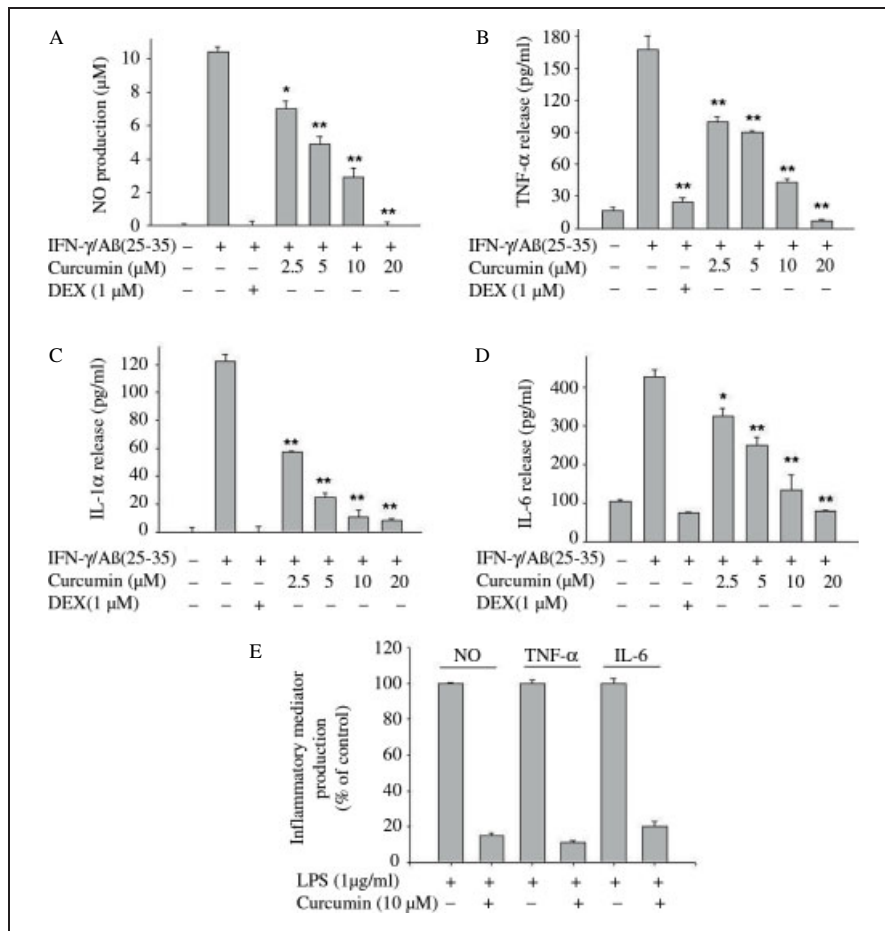 A
NO production (µM)
10
8
6
4
2
0
*
**
**
**
IFN-γ/Aß(25-35) – + + + + + +
Curcumin (µM) – – – 2.5 5 10 20
DEX (1 µM) – – + – – – –
B
TNF-α release (pg/ml)
180
150
120
90
60
30
0
**
**
**
**
**
IFN-γ/Aß(25-35) – + + + + + +
Curcumin (µM) – – – 2.5 5 10 20
DEX (1 µM) – – + – – – –
C
IL-1α release (pg/ml)
120
100
80
60
40
20
0
**
**
**
**
IFN-γ/Aß(25-35) – + + + + + +
Curcumin (µM) – – – 2.5 5 10 20
DEX(1 µM) – – + – – – –
D
IL-6 release (pg/ml)
400
300
200
100
0
*
**
**
**
IFN-γ/Aß(25-35) – + + + + + +
Curcumin (µM) – – – 2.5 5 10 20
DEX(1 µM) – – + – – – –
E
Inflammatory mediator
production
(% of control)
120
100
80
60
40
20
0
NO TNF-α IL-6
LPS (1µg/ml) + + + + + +
Curcumin (10 µM) – + – + – +